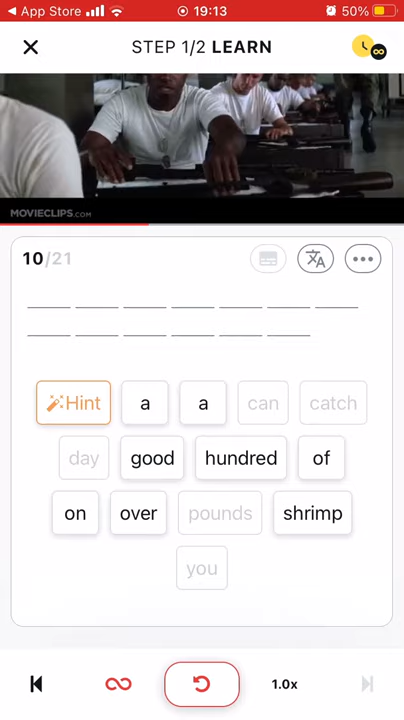 App Store 19:13 50%
STEP 1/2 LEARN
MOVIECLIPS.COM
10/21
Hint a a can catch
day good hundred of
on over pounds shrimp
you
1.0x